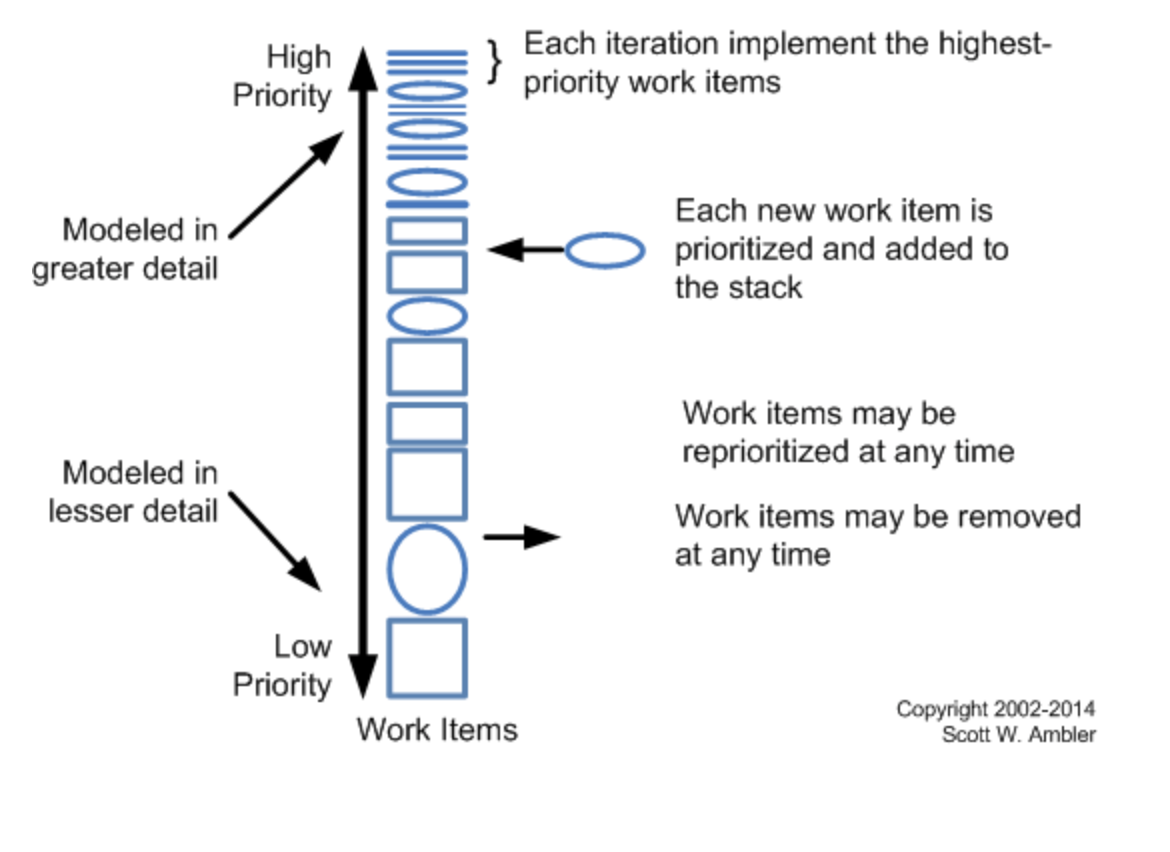 High
Priority
Each iteration implement the highest-
priority work items
Modeled in
greater detail
Each new work item is
prioritized and added to
the stack
Work items may be
reprioritized at any time
Modeled in
lesser detail
Work items may be removed
at any time
Low
Priority
Work Items
Copyright 2002-2014
Scott W. Ambler